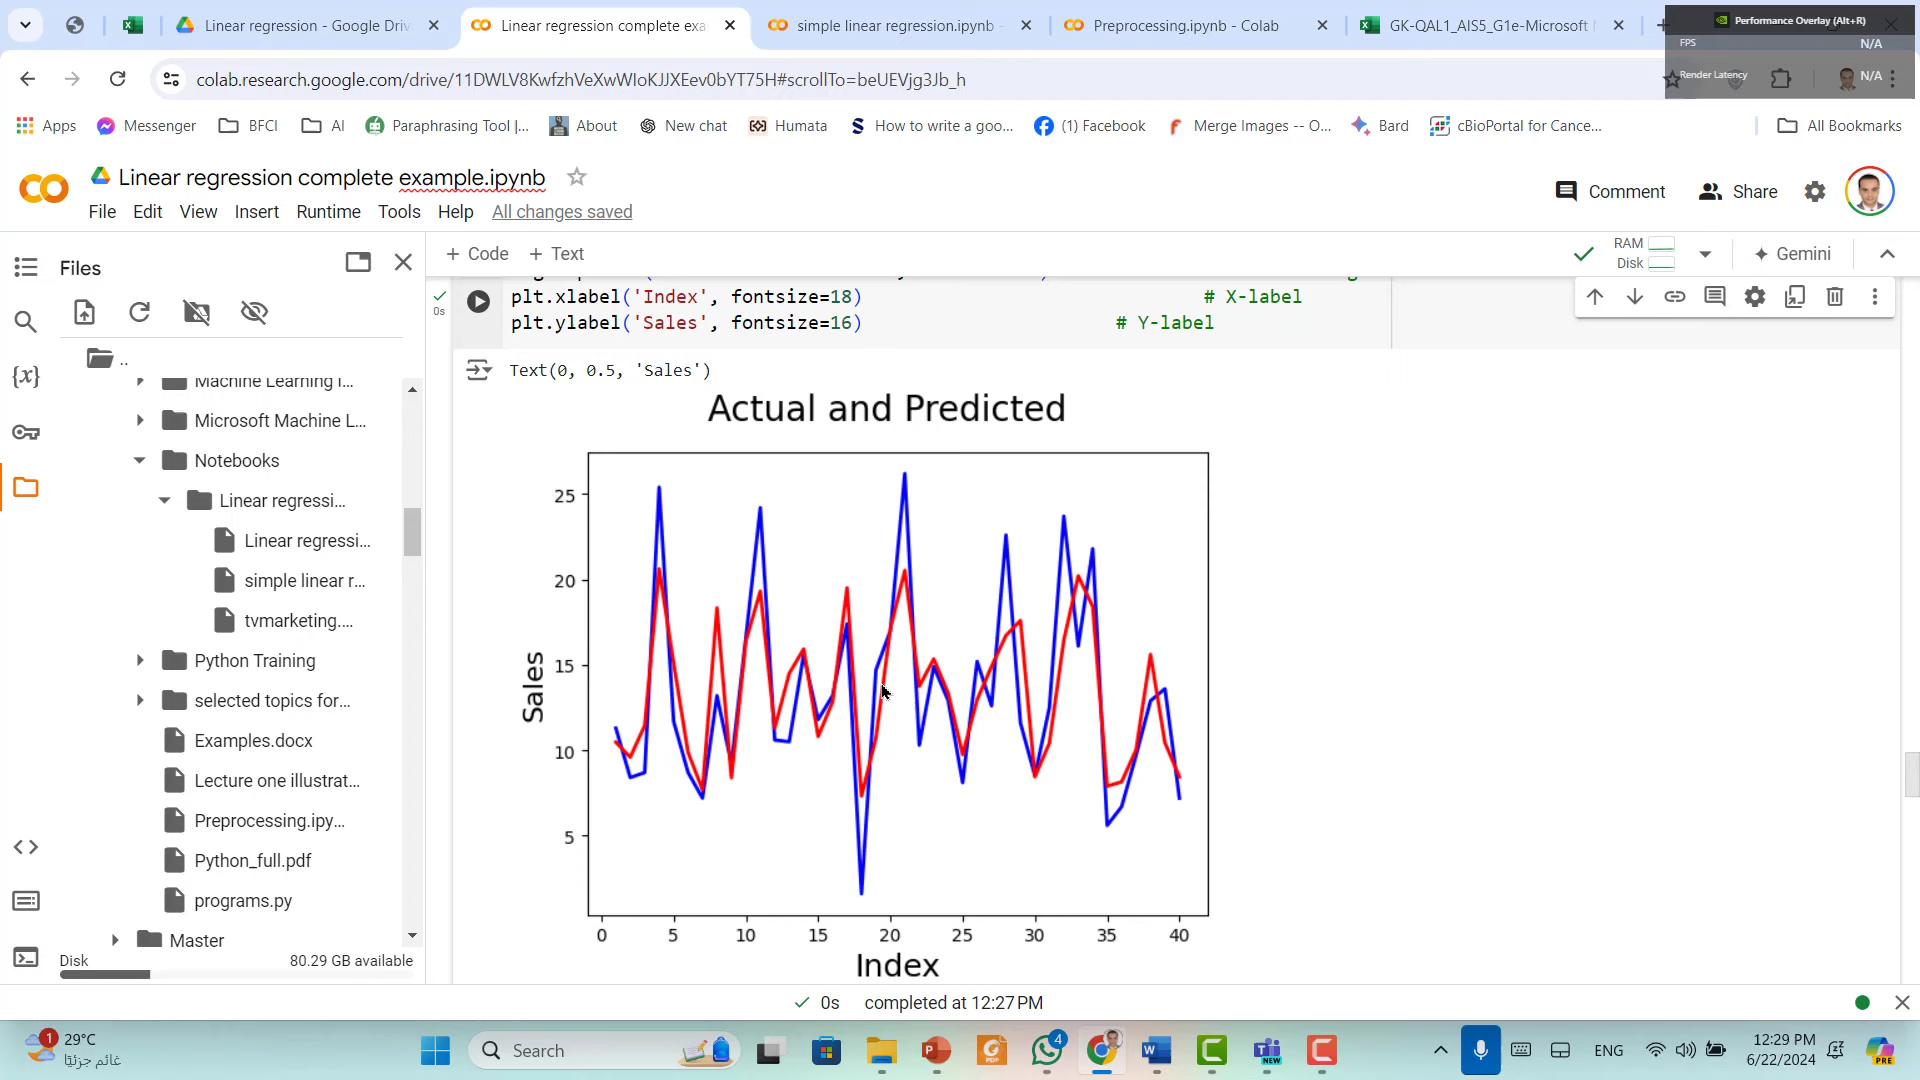 Linear regression - Google Driv
Linear regression complete exa
simple linear regression.ipynb -
Preprocessing.ipynb - Colab
GK-QAL1_AIS5_G1e-Microsoft
Performance Overlay (Alt+R)
FPS N/A
Render Latency N/A
colab.research.google.com/drive/11DWLV8KwfzhVeXwWIoKJJXEev0bYT75H#scrollTo=beUEVjg3Jb_h
Apps
Messenger
BFCI
AI
Paraphrasing Tool |...
About
New chat
Humata
How to write a goo...
(1) Facebook
Merge Images -- O...
Bard
cBioPortal for Cance...
All Bookmarks
Linear regression complete example.ipynb
Comment
Share
File Edit View Insert Runtime Tools Help All changes saved
Files
+ Code + Text
RAM
Disk
Gemini
..
Machine Learning I...
Microsoft Machine L...
Notebooks
Linear regressi...
Linear regressi...
simple linear r...
tvmarketing....
Python Training
selected topics for...
Examples.docx
Lecture one illustrat...
Preprocessing.ipy...
Python_full.pdf
programs.py
Master
Disk 80.29 GB available
0s
plt.xlabel('Index', fontsize=18) # X-label
plt.ylabel('Sales', fontsize=16) # Y-label
Text(0, 0.5, 'Sales')
Actual and Predicted
25
20
15
10
5
Sales
0 5 10 15 20 25 30 35 40
Index
0s completed at 12:27 PM
1
29°C
غائم جزئيًا
Search
4
NEW
ENG
12:29 PM
6/22/2024
PRE